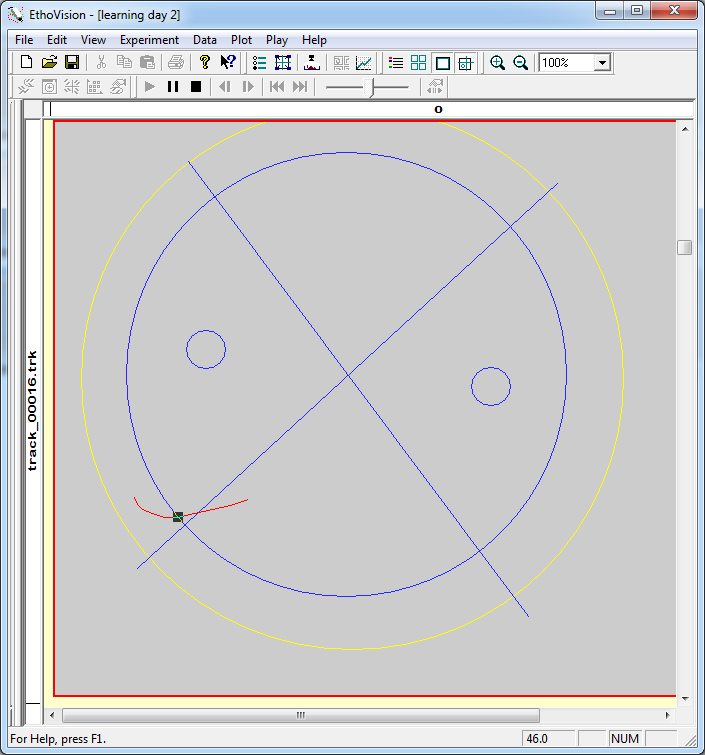 EthoVision - [learning day 2]
File Edit View Experiment Data Plot Play Help
100%
o
track_00016.trk
For Help, press F1.
46.0
NUM